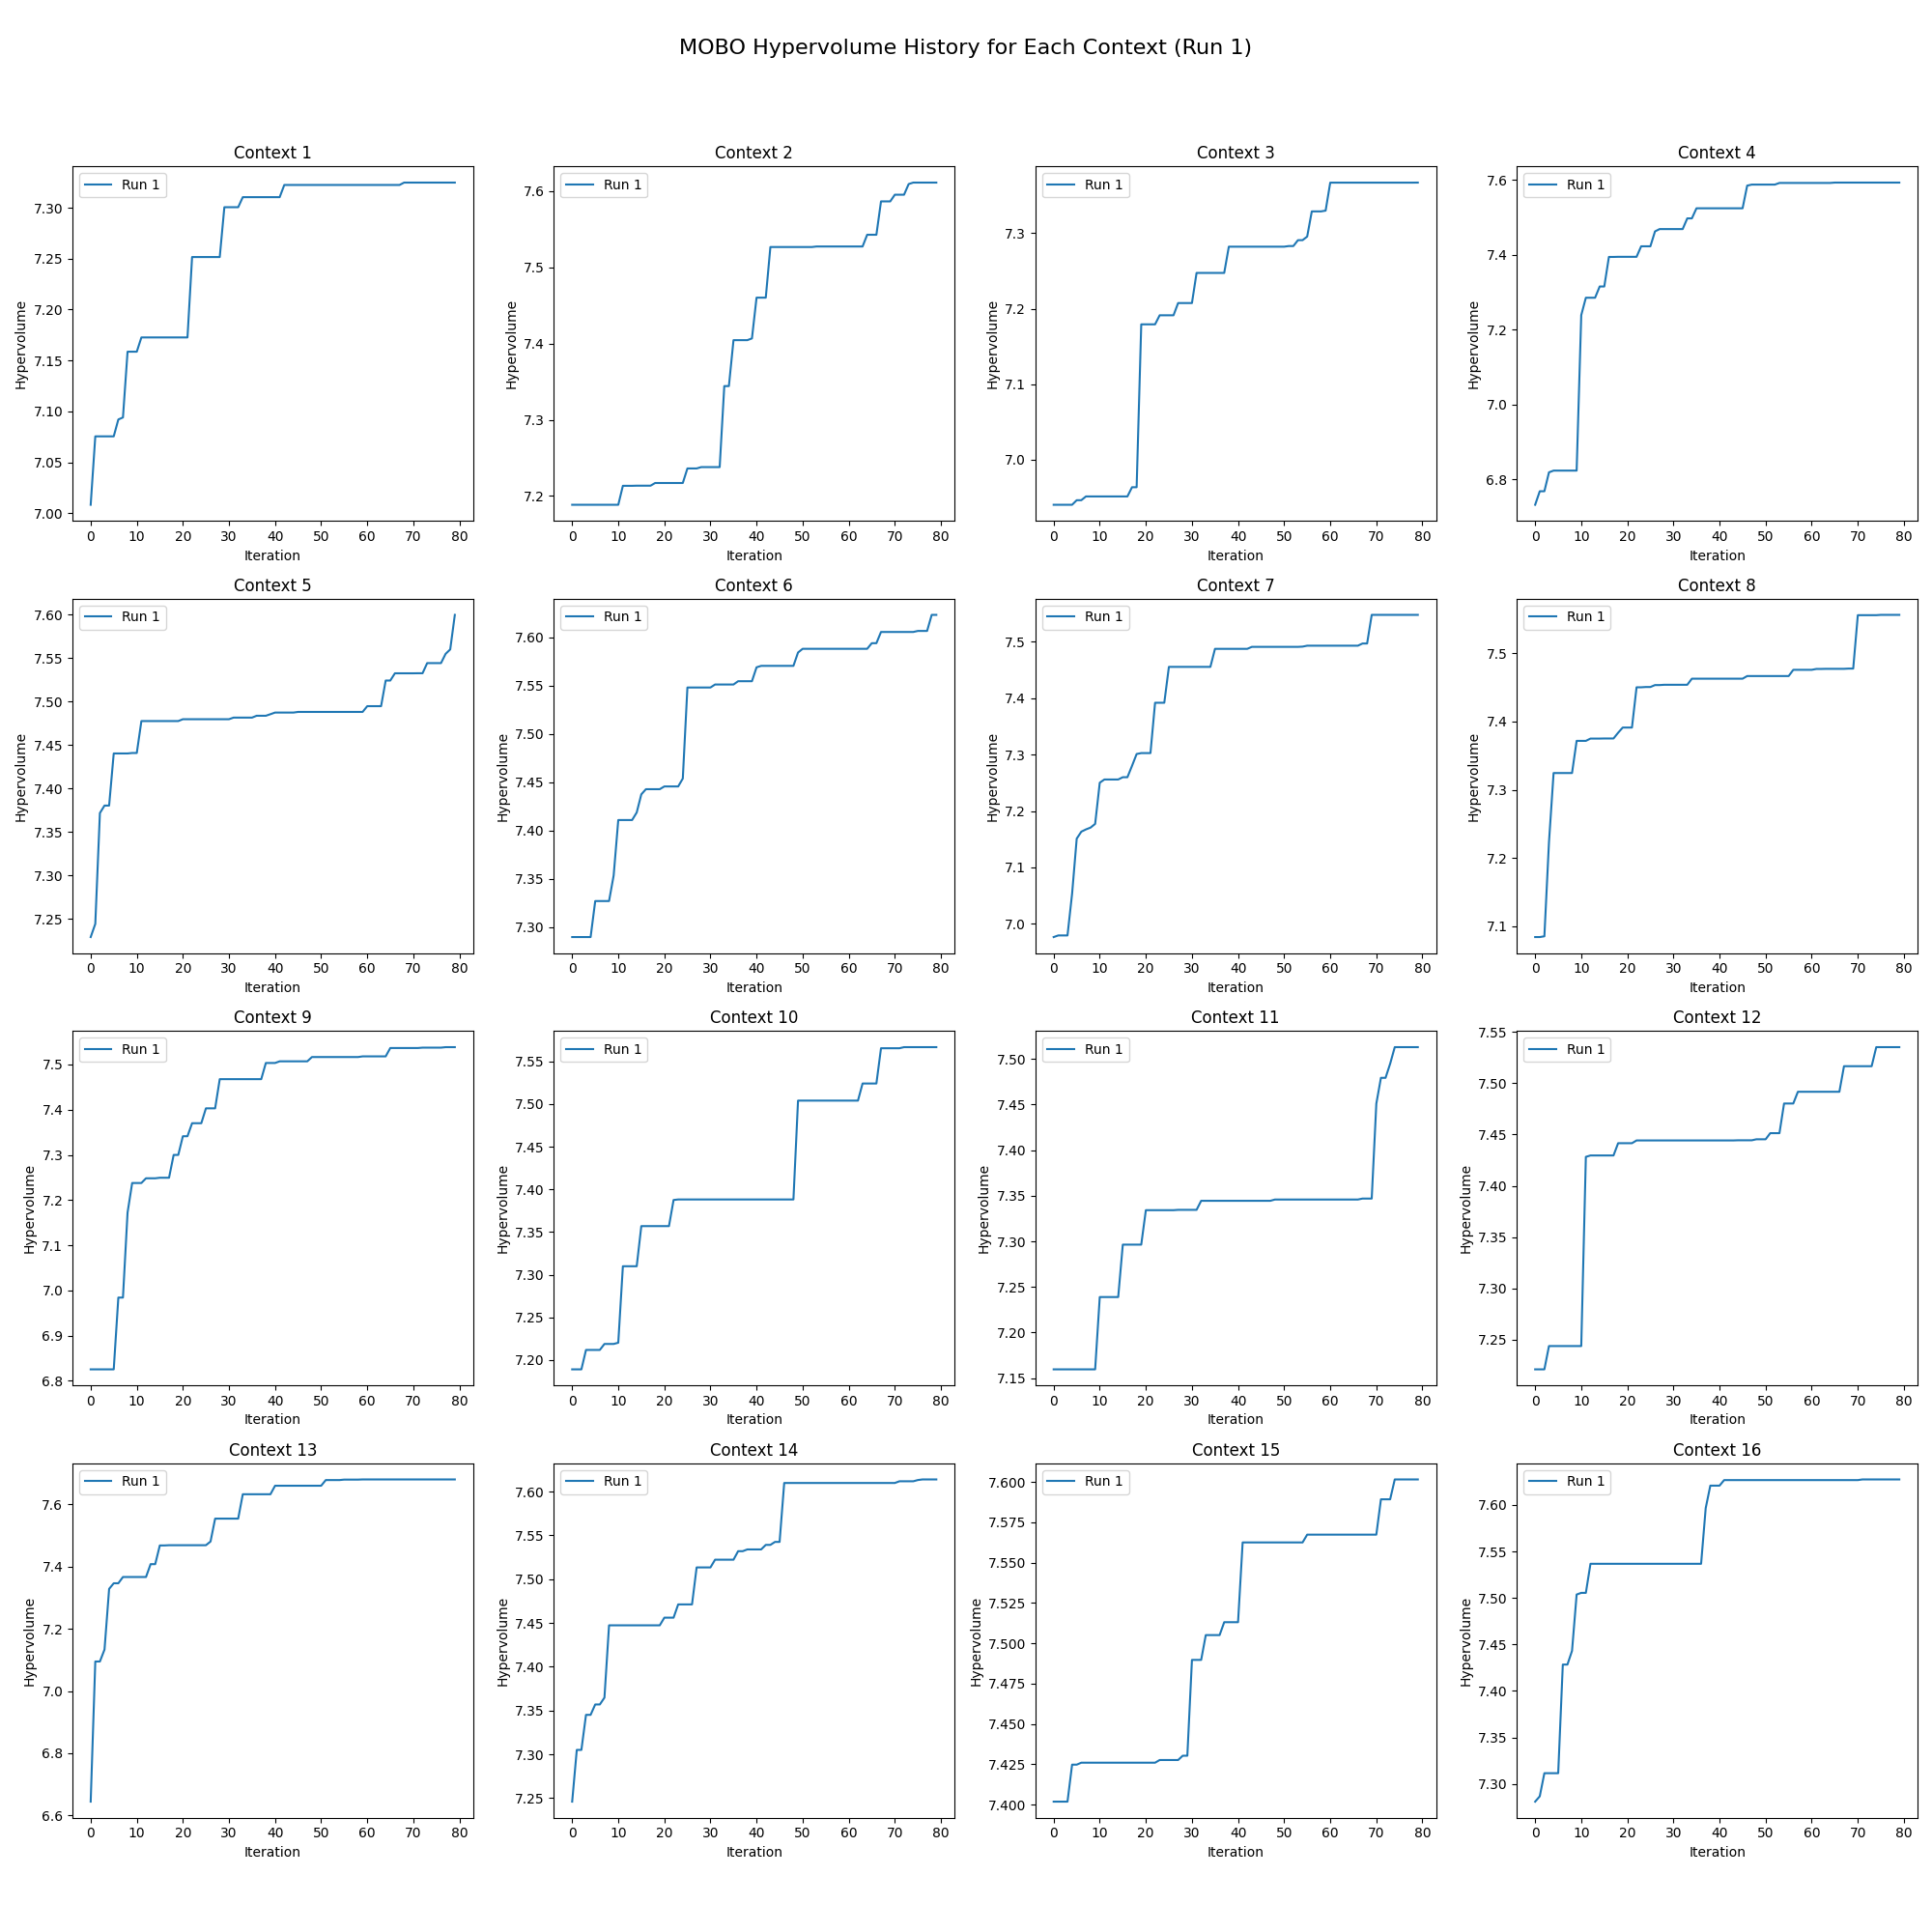 MOBO Hypervolume History for Each Context (Run 1)
Context 1
Run 1
7.30
7.25
7.20
7.15
7.10
7.05
7.00
Hypervolume
0 10 20 30 40 50 60 70 80
Iteration
Context 2
Run 1
7.6
7.5
7.4
7.3
7.2
Hypervolume
0 10 20 30 40 50 60 70 80
Iteration
Context 3
Run 1
7.3
7.2
7.1
7.0
Hypervolume
0 10 20 30 40 50 60 70 80
Iteration
Context 4
Run 1
7.6
7.4
7.2
7.0
6.8
Hypervolume
0 10 20 30 40 50 60 70 80
Iteration
Context 5
Run 1
7.60
7.55
7.50
7.45
7.40
7.35
7.30
7.25
Hypervolume
0 10 20 30 40 50 60 70 80
Iteration
Context 6
Run 1
7.60
7.55
7.50
7.45
7.40
7.35
7.30
Hypervolume
0 10 20 30 40 50 60 70 80
Iteration
Context 7
Run 1
7.5
7.4
7.3
7.2
7.1
7.0
Hypervolume
0 10 20 30 40 50 60 70 80
Iteration
Context 8
Run 1
7.5
7.4
7.3
7.2
7.1
Hypervolume
0 10 20 30 40 50 60 70 80
Iteration
Context 9
Run 1
7.5
7.4
7.3
7.2
7.1
7.0
6.9
6.8
Hypervolume
0 10 20 30 40 50 60 70 80
Iteration
Context 10
Run 1
7.55
7.50
7.45
7.40
7.35
7.30
7.25
7.20
Hypervolume
0 10 20 30 40 50 60 70 80
Iteration
Context 11
Run 1
7.50
7.45
7.40
7.35
7.30
7.25
7.20
7.15
Hypervolume
0 10 20 30 40 50 60 70 80
Iteration
Context 12
Run 1
7.55
7.50
7.45
7.40
7.35
7.30
7.25
Hypervolume
0 10 20 30 40 50 60 70 80
Iteration
Context 13
Run 1
7.6
7.4
7.2
7.0
6.8
6.6
Hypervolume
0 10 20 30 40 50 60 70 80
Iteration
Context 14
Run 1
7.60
7.55
7.50
7.45
7.40
7.35
7.30
7.25
Hypervolume
0 10 20 30 40 50 60 70 80
Iteration
Context 15
Run 1
7.600
7.575
7.550
7.525
7.500
7.475
7.450
7.425
7.400
Hypervolume
0 10 20 30 40 50 60 70 80
Iteration
Context 16
Run 1
7.60
7.55
7.50
7.45
7.40
7.35
7.30
Hypervolume
0 10 20 30 40 50 60 70 80
Iteration